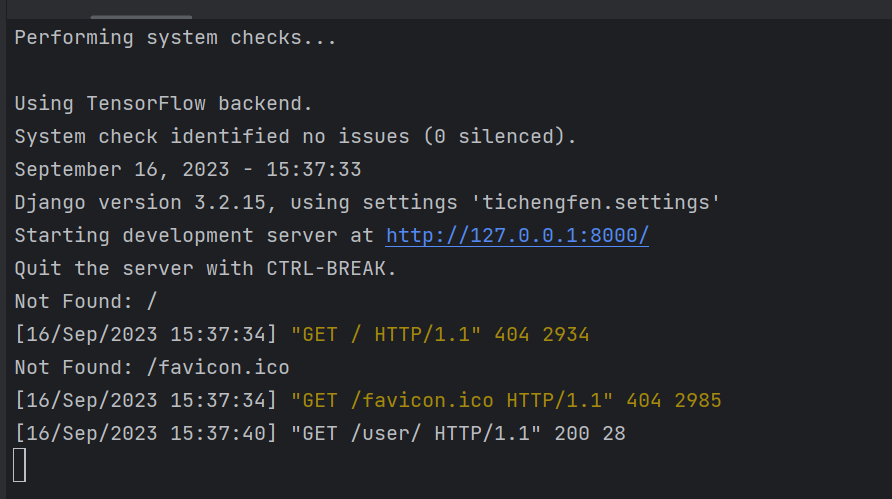 Performing system checks...
Using TensorFlow backend.
System check identified no issues (0 silenced).
September 16, 2023 - 15:37:33
Django version 3.2.15, using settings 'tichengfen.settings'
Starting development server at http://127.0.0.1:8000/
Quit the server with CTRL-BREAK.
Not Found: /
[16/Sep/2023 15:37:34] "GET / HTTP/1.1" 404 2934
Not Found: /favicon.ico
[16/Sep/2023 15:37:34] "GET /favicon.ico HTTP/1.1" 404 2985
[16/Sep/2023 15:37:40] "GET /user/ HTTP/1.1" 200 28